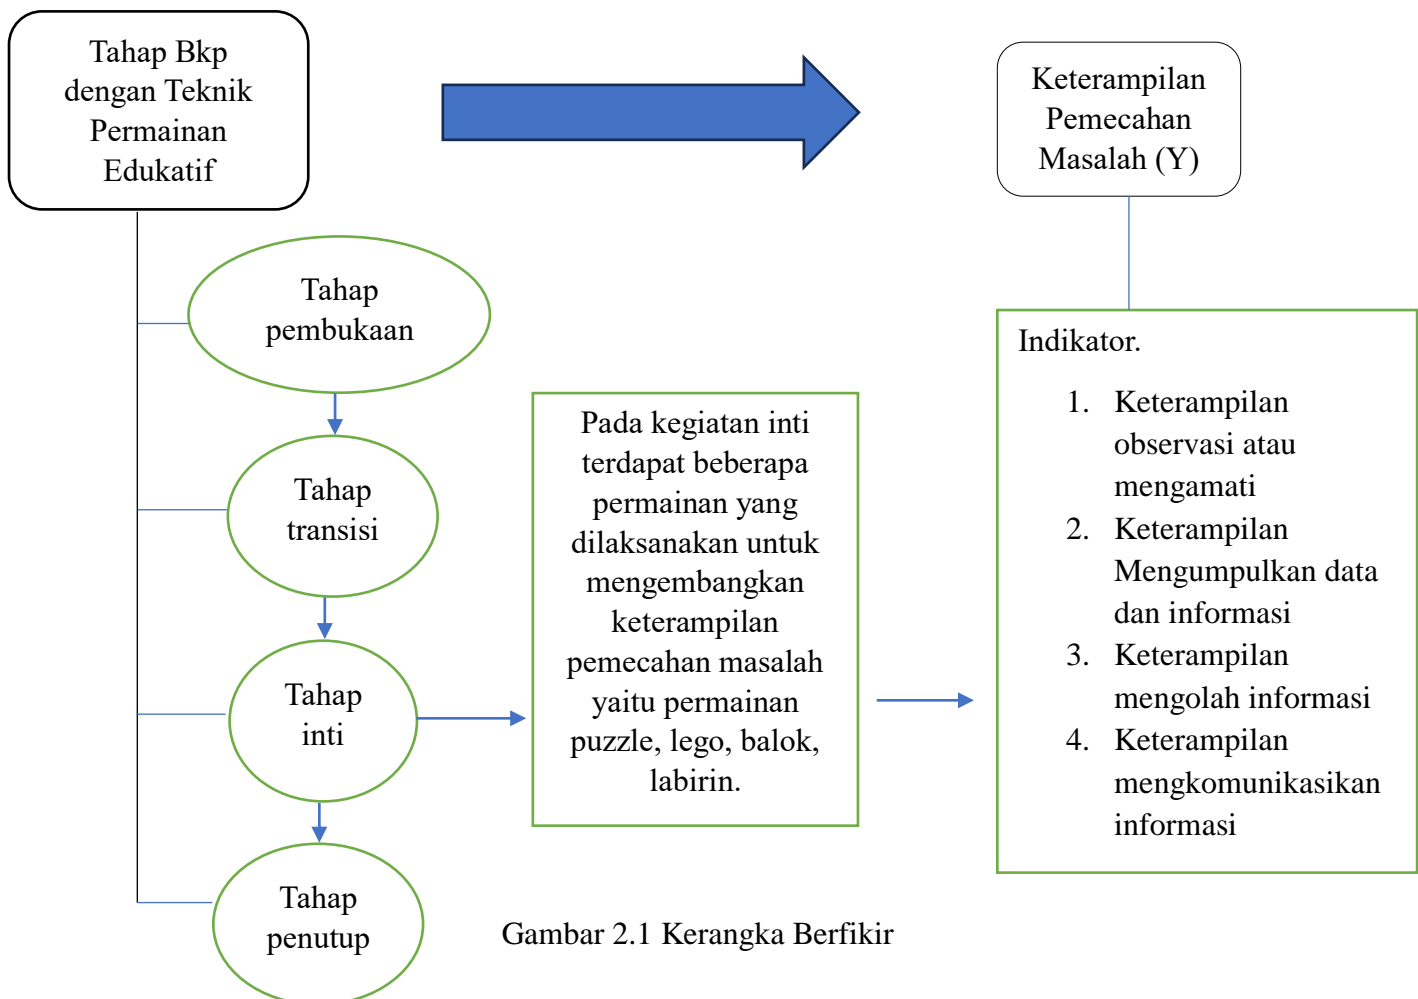 Tahap Bkp
dengan Teknik
Permainan
Edukatif
Keterampilan
Pemecahan
Masalah (Y)
Tahap
pembukaan
Tahap
transisi
Tahap
inti
Tahap
penutup
Pada kegiatan inti
terdapat beberapa
permainan yang
dilaksanakan untuk
mengembangkan
keterampilan
pemecahan masalah
yaitu permainan
puzzle, lego, balok,
labirin.
Indikator.
1. Keterampilan
observasi atau
mengamati
2. Keterampilan
Mengumpulkan data
dan informasi
3. Keterampilan
mengolah informasi
4. Keterampilan
mengkomunikasikan
informasi
Gambar 2.1 Kerangka Berfikir